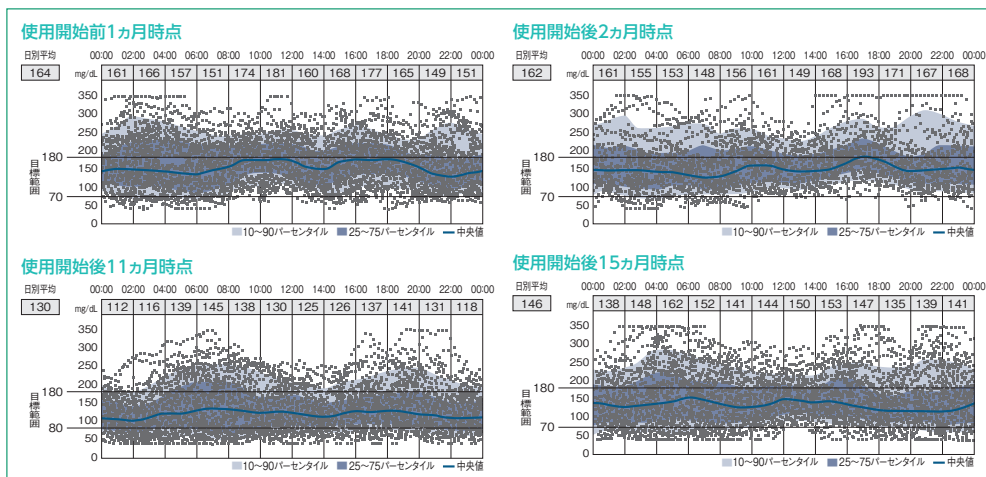 使用開始前1ヵ月時点
日別平均 00:00 02:00 04:00 06:00 08:00 10:00 12:00 14:00 16:00 18:00 20:00 22:00 00:00
164 mg/dL 161 166 157 151 174 181 160 168 177 165 149 151
350
300
250
200
180
150
100
70
50
0
目標範囲
10~90パーセンタイル 25~75パーセンタイル 中央値
使用開始後2ヵ月時点
日別平均 00:00 02:00 04:00 06:00 08:00 10:00 12:00 14:00 16:00 18:00 20:00 22:00 00:00
162 mg/dL 161 155 153 148 156 161 149 168 193 171 167 168
350
300
250
200
180
150
100
70
50
0
目標範囲
10~90パーセンタイル 25~75パーセンタイル 中央値
使用開始後11ヵ月時点
日別平均 00:00 02:00 04:00 06:00 08:00 10:00 12:00 14:00 16:00 18:00 20:00 22:00 00:00
130 mg/dL 112 116 139 145 138 130 125 126 137 141 131 118
350
300
250
200
180
150
100
80
50
0
目標範囲
10~90パーセンタイル 25~75パーセンタイル 中央値
使用開始後15ヵ月時点
日別平均 00:00 02:00 04:00 06:00 08:00 10:00 12:00 14:00 16:00 18:00 20:00 22:00 00:00
146 mg/dL 138 148 162 152 141 144 150 153 147 135 139 141
350
300
250
200
180
150
100
70
50
0
目標範囲
10~90パーセンタイル 25~75パーセンタイル 中央値